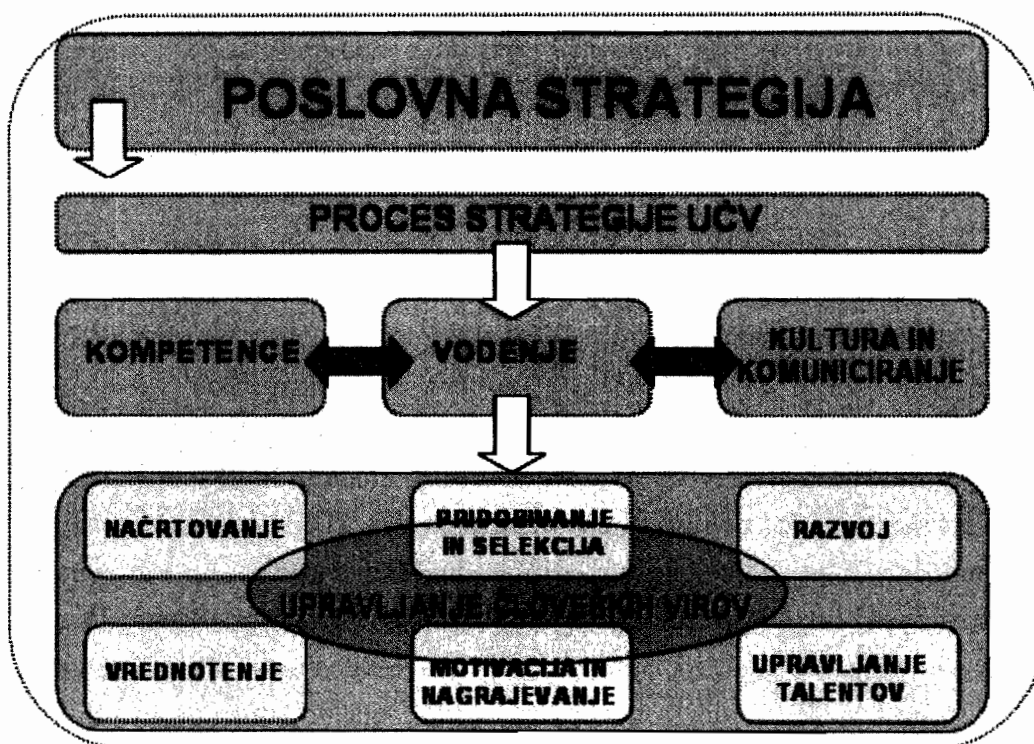 POSLOVNA STRATEGIJA
PROCES STRATEGIJE UČV
KOMPETENCE
VODENJE
KULTURA IN
KOMUNICIRANJE
NAČRTOVANJE
PRIDOBIVANJE
IN SELEKCIJA
RAZVOJ
UPRAVLJANJE ČLOVEŠKIH VIROV
VREDNOTENJE
MOTIVACIJA IN
NAGRAJEVANJE
UPRAVLJANJE
TALENTOV